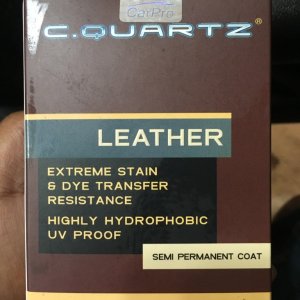 CarPro
C.QUARTZ®
LEATHER
EXTREME STAIN
& DYE TRANSFER
RESISTANCE
HIGHLY HYDROPHOBIC
UV PROOF
SEMI PERMANENT COAT